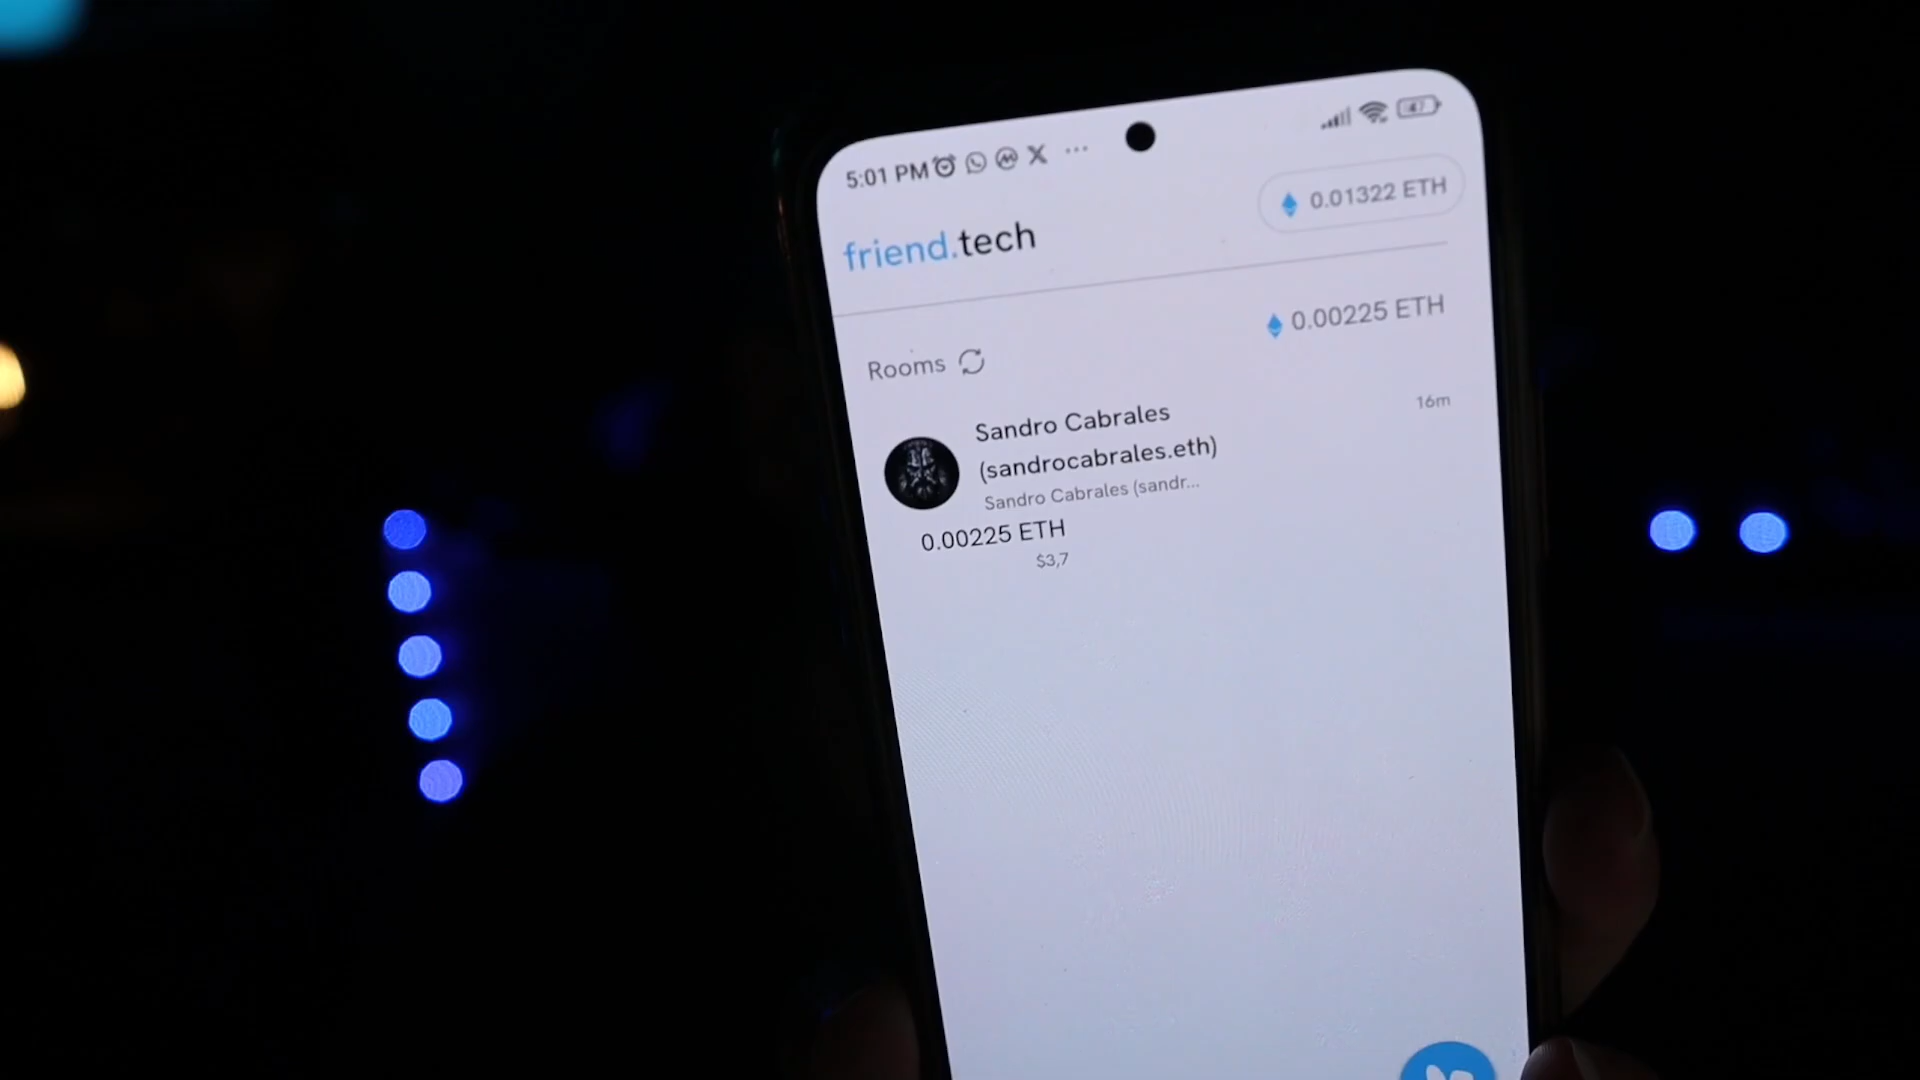 5:01 PM
47
0.01322 ETH
friend.tech
0.00225 ETH
Rooms
16m
Sandro Cabrales
(sandrocabrales.eth)
Sandro Cabrales (sandr...
0.00225 ETH
$3,7